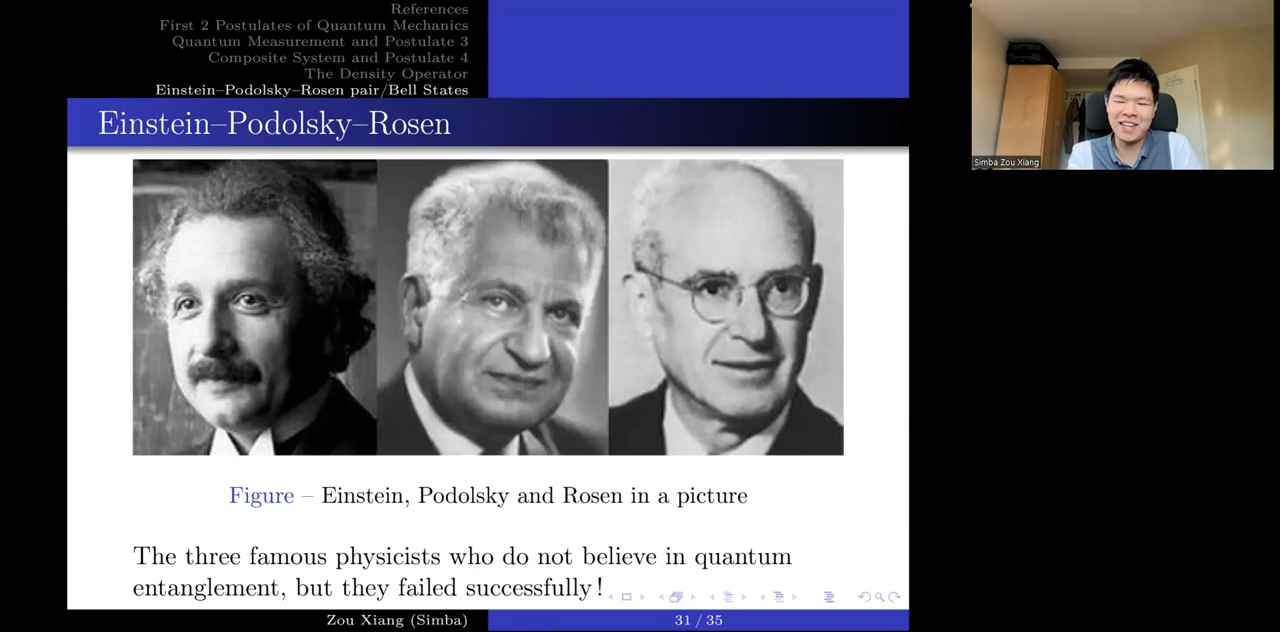 References
First 2 Postulates of Quantum Mechanics
Quantum Measurement and Postulate 3
Composite System and Postulate 4
The Density Operator
Einstein–Podolsky–Rosen pair/Bell States
Einstein–Podolsky–Rosen
Figure – Einstein, Podolsky and Rosen in a picture
The three famous physicists who do not believe in quantum
entanglement, but they failed successfully !
Zou Xiang (Simba)
31 / 35
Simba Zou Xiang